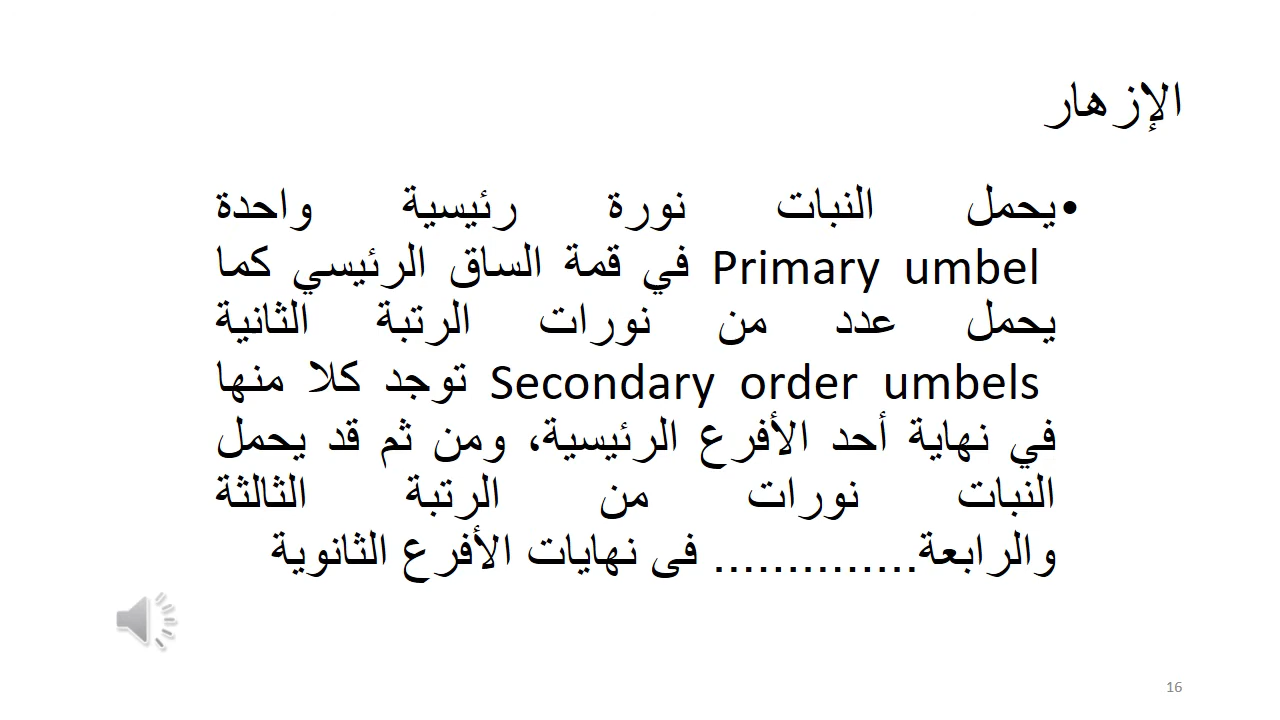 الإزهار
•يحمل النبات نورة رئيسية واحدة
Primary umbel في قمة الساق الرئيسي كما
يحمل عدد من نورات الرتبة الثانية
Secondary order umbels توجد كلا منها
في نهاية أحد الأفرع الرئيسية، ومن ثم قد يحمل
النبات نورات من الرتبة الثالثة
والرابعة.............. فى نهايات الأفرع الثانوية
16